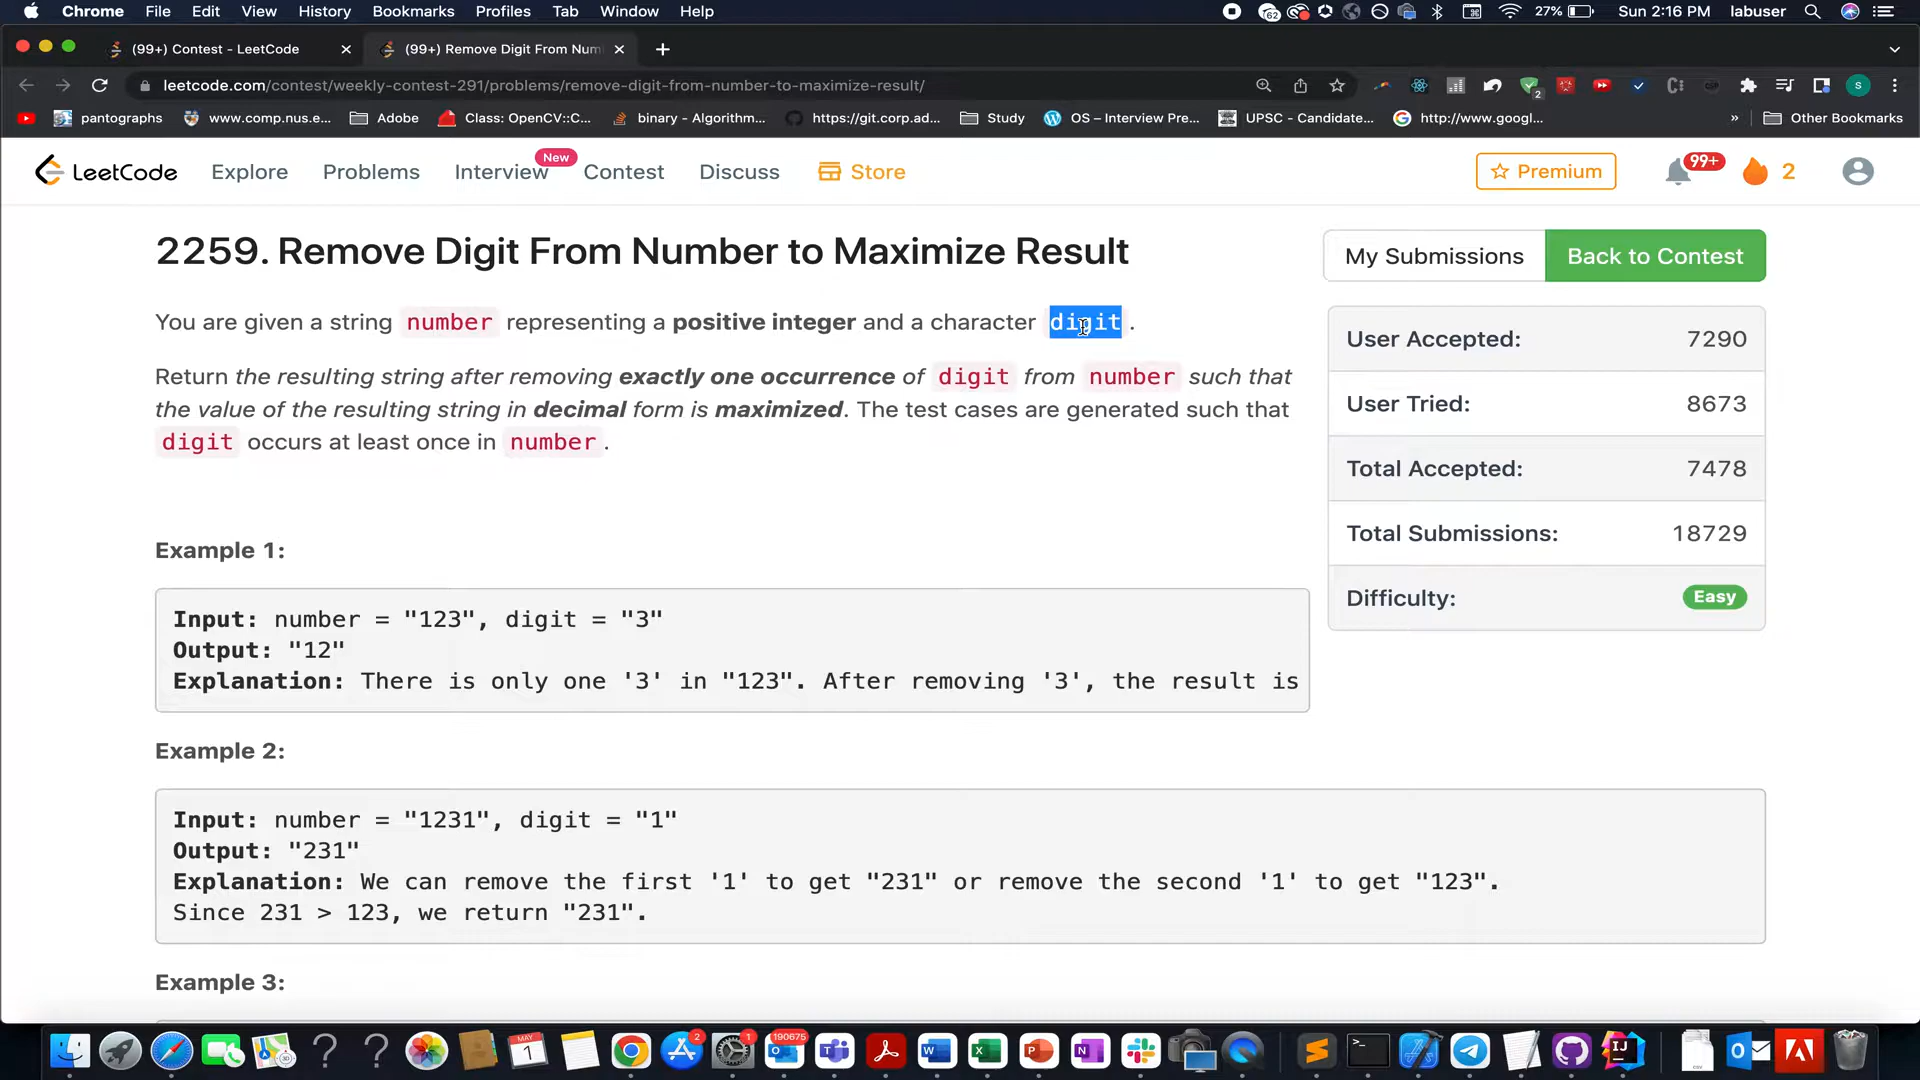 Chrome File Edit View History Bookmarks Profiles Tab Window Help 62 27% Sun 2:16 PM labuser
(99+) Contest - LeetCode (99+) Remove Digit From Num
leetcode.com/contest/weekly-contest-291/problems/remove-digit-from-number-to-maximize-result/ 2 S
pantographs www.comp.nus.e... Adobe Class: OpenCV::C... binary - Algorithm... https://git.corp.ad... Study OS – Interview Pre... UPSC - Candidate... http://www.googl... » Other Bookmarks
LeetCode Explore Problems Interview New Contest Discuss Store Premium 99+ 2
2259. Remove Digit From Number to Maximize Result
My Submissions Back to Contest
You are given a string number representing a positive integer and a character digit .
Return the resulting string after removing exactly one occurrence of digit from number such that
the value of the resulting string in decimal form is maximized. The test cases are generated such that
digit occurs at least once in number .
User Accepted: 7290
User Tried: 8673
Total Accepted: 7478
Total Submissions: 18729
Difficulty: Easy
Example 1:
Input: number = "123", digit = "3"
Output: "12"
Explanation: There is only one '3' in "123". After removing '3', the result is
Example 2:
Input: number = "1231", digit = "1"
Output: "231"
Explanation: We can remove the first '1' to get "231" or remove the second '1' to get "123".
Since 231 > 123, we return "231".
Example 3:
? ? MAY 1 2 1 190675